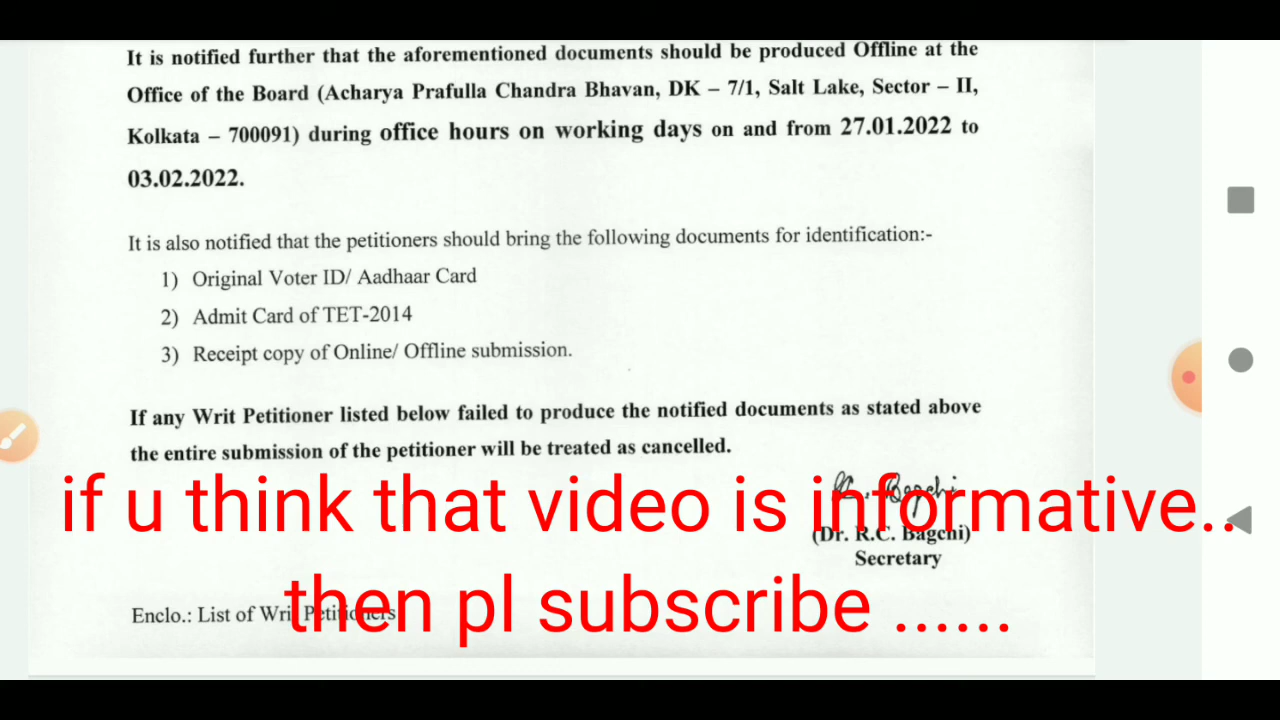 It is notified further that the aforementioned documents should be produced Offline at the
Office of the Board (Acharya Prafulla Chandra Bhavan, DK – 7/1, Salt Lake, Sector – II,
Kolkata – 700091) during office hours on working days on and from 27.01.2022 to
03.02.2022.
It is also notified that the petitioners should bring the following documents for identification:-
1) Original Voter ID/ Aadhaar Card
2) Admit Card of TET-2014
3) Receipt copy of Online/ Offline submission.
If any Writ Petitioner listed below failed to produce the notified documents as stated above
the entire submission of the petitioner will be treated as cancelled.
if u think that video is informative..
(Dr. R.C. Bagchi)
Secretary
then pl subscribe ......
Enclo.: List of Writ Petitioners